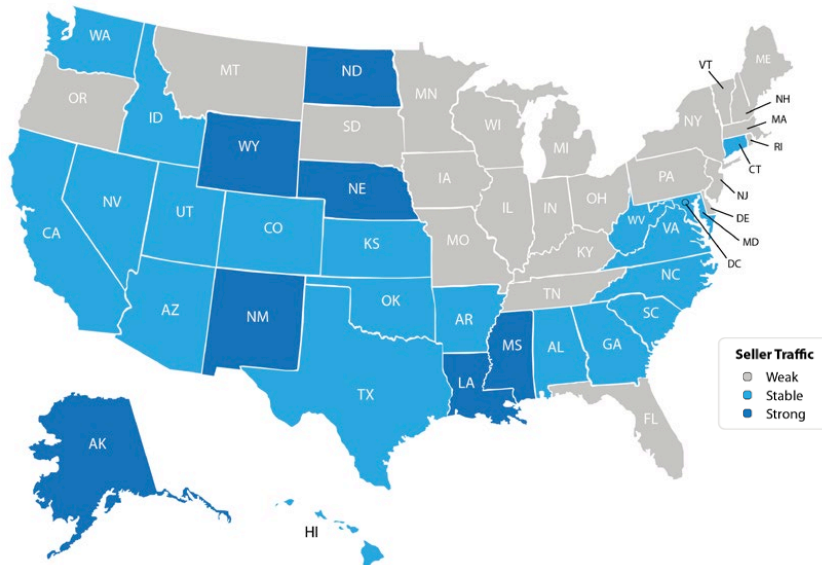 WA
MT
ND
MN
VT
ME
OR
ID
SD
WI
NY
NH
MA
WY
MI
RI
CT
IA
PA
NE
NJ
NV
UT
IL
IN
OH
DE
CA
CO
KS
MO
WV
VA
MD
KY
DC
NC
AZ
NM
OK
TN
AR
SC
MS
AL
GA
TX
LA
FL
Seller Traffic
Weak
Stable
Strong
AK
HI